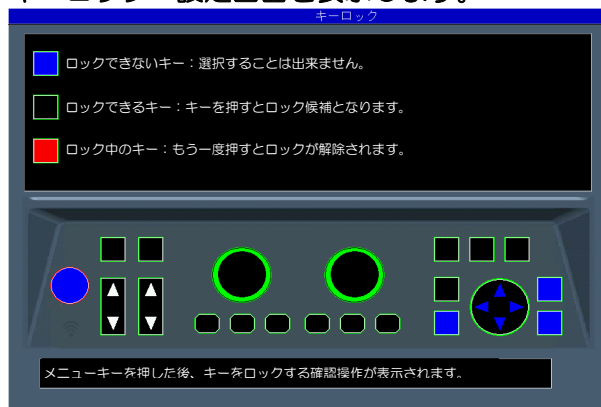 キーロック
ロックできないキー：選択することは出来ません。
ロックできるキー：キーを押すとロック候補となります。
ロック中のキー：もう一度押すとロックが解除されます。
メニューキーを押した後、キーをロックする確認操作が表示されます。